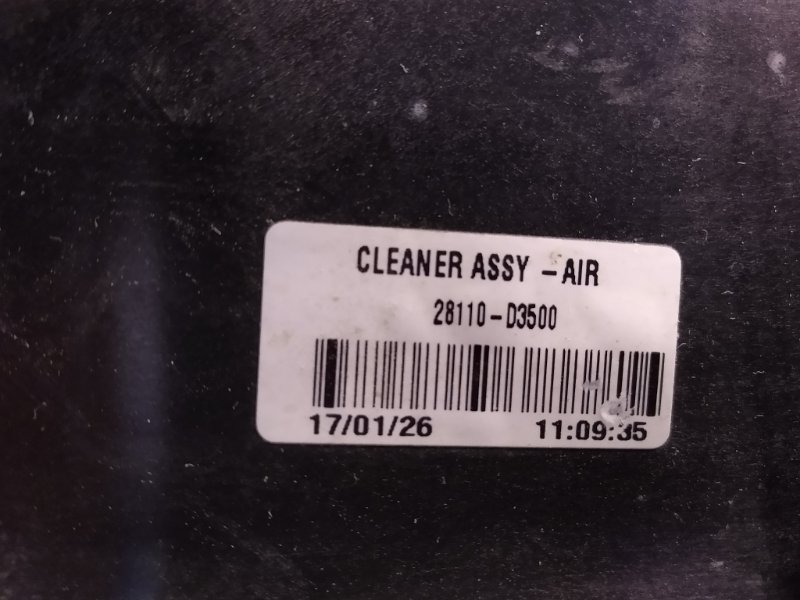 CLEANER ASSY -AIR
28110-D3500
17/01/26 11:09:35